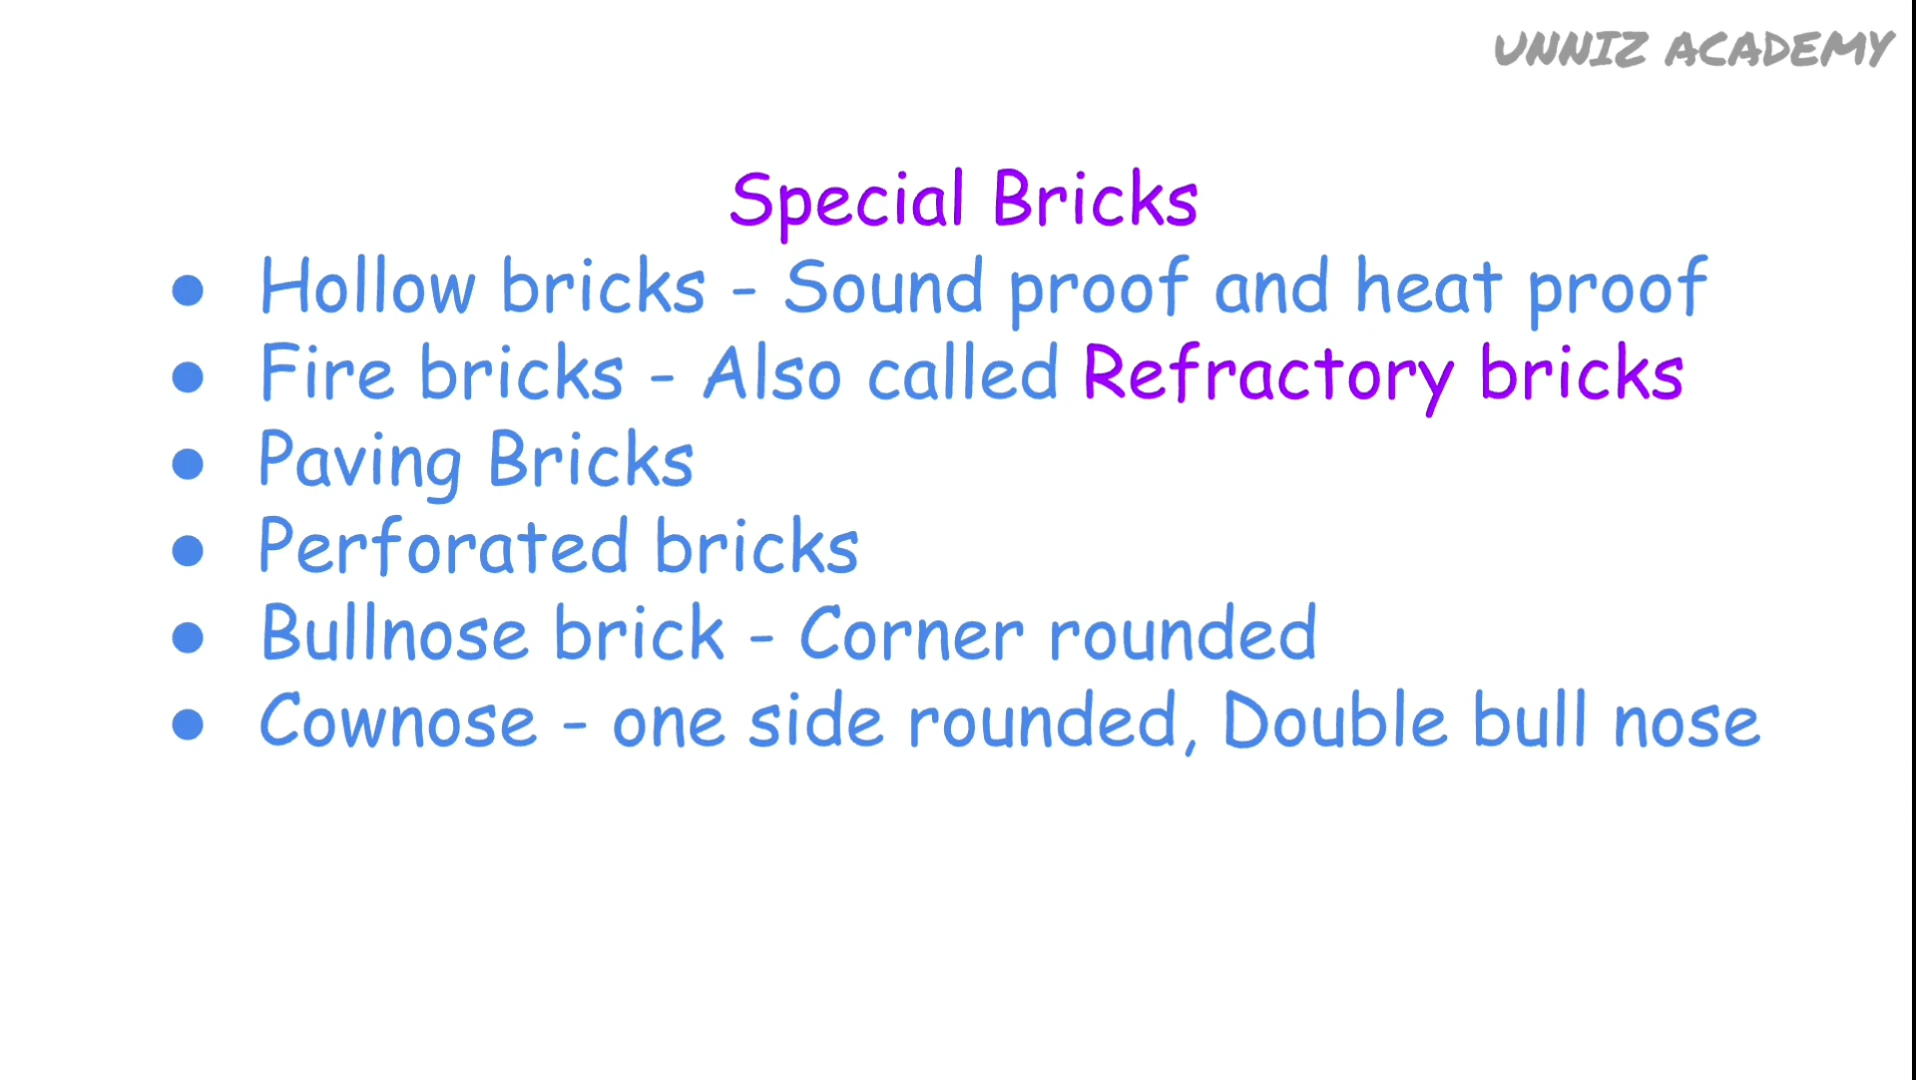 UNNIZ ACADEMY
Special Bricks
● Hollow bricks - Sound proof and heat proof
● Fire bricks - Also called Refractory bricks
● Paving Bricks
● Perforated bricks
● Bullnose brick - Corner rounded
● Cownose - one side rounded, Double bull nose